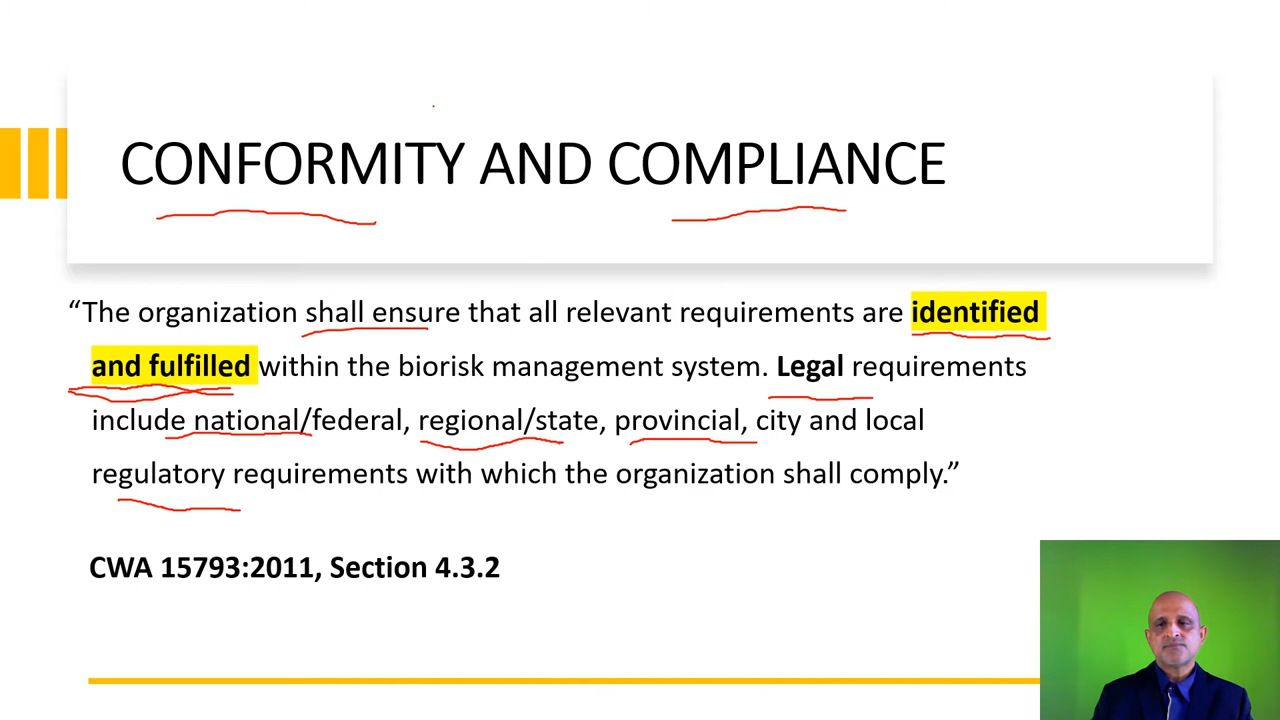 CONFORMITY AND COMPLIANCE
“The organization shall ensure that all relevant requirements are identified
and fulfilled within the biorisk management system. Legal requirements
include national/federal, regional/state, provincial, city and local
regulatory requirements with which the organization shall comply.”
CWA 15793:2011, Section 4.3.2